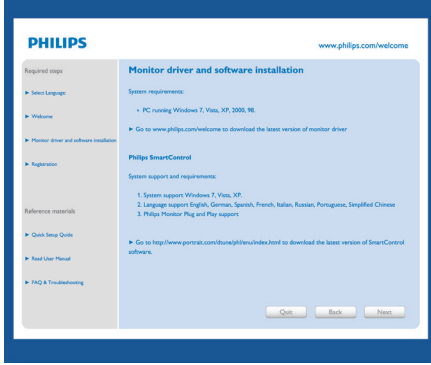 PHILIPS
www.philips.com/welcome
Required steps
► Select Language:
► Welcome
► Monitor driver and software installation
► Registration
Reference materials
► Quick Setup Guide
► Read User Manual
► FAQ & Troubleshooting
Monitor driver and software installation
System requirements:
• PC running Windows 7, Vista, XP, 2000, 98.
► Go to www.philips.com/welcome to download the latest version of monitor driver
Philips SmartControl
System support and requirements:
1. System support Windows 7, Vista, XP.
2. Language support English, German, Spanish, French, Italian, Russian, Portuguese, Simplified Chinese
3. Philips Monitor Plug and Play support
► Go to http://www.portrait.com/dtune/phl/enu/index.html to download the latest version of SmartControl
software.
Quit
Back
Next